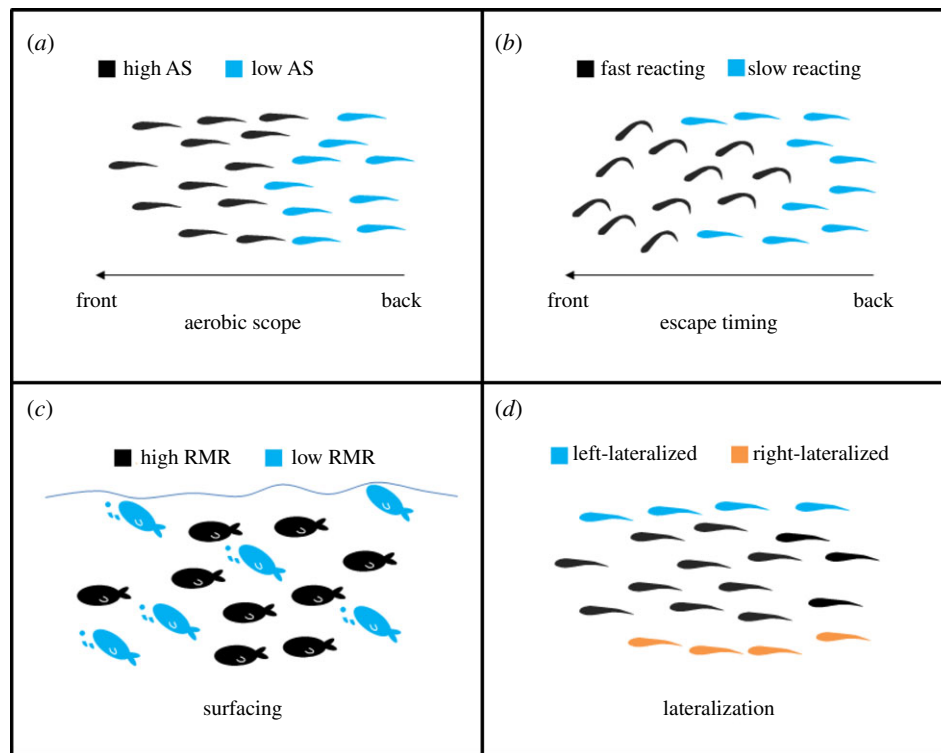 (a)
high AS low AS
front back
aerobic scope
(b)
fast reacting slow reacting
front back
escape timing
(c)
high RMR low RMR
surfacing
(d)
left-lateralized right-lateralized
lateralization